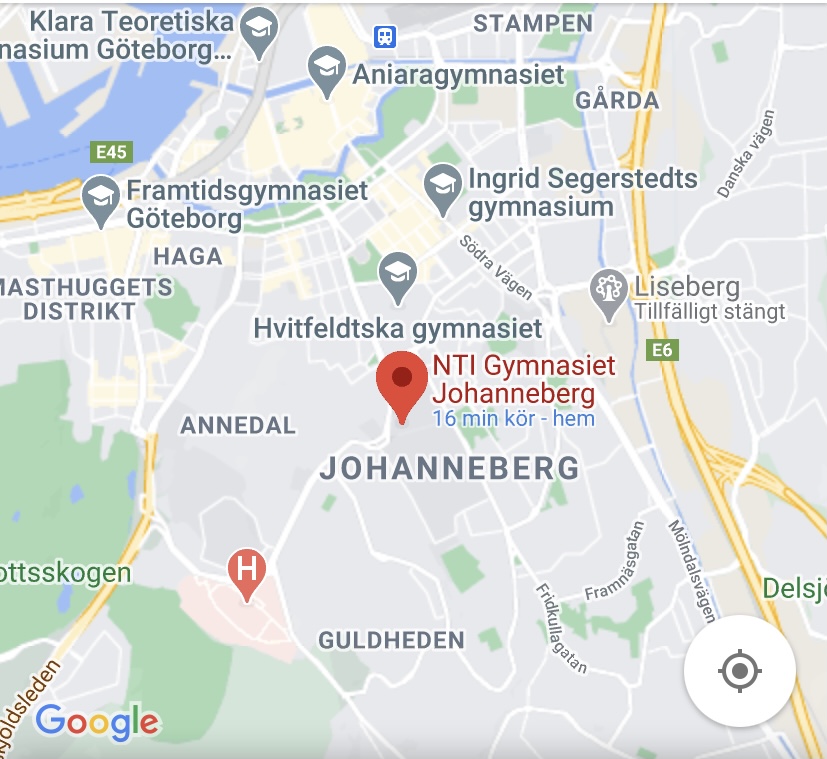 Klara Teoretiska
nasium Göteborg...
STAMPEN
Aniaragymnasiet
GÅRDA
E45
Danska vägen
Framtidsgymnasiet
Göteborg
Ingrid Segerstedts
gymnasium
HAGA
Södra Vägen
MASTHUGGETS
DISTRIKT
Liseberg
Tillfälligt stängt
Hvitfeldtska gymnasiet
E6
NTI Gymnasiet
Johanneberg
16 min kör - hem
ANNEDAL
JOHANNEBERG
ottsskogen
H
Framnäsgatan
Mölndalsvägen
Fridkullagatan
Delsjö
GULDHEDEN
Google